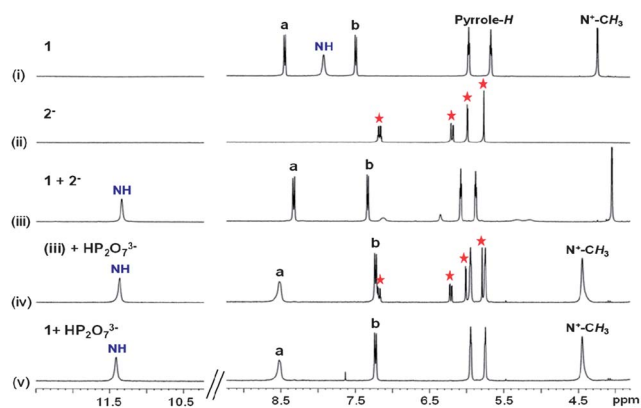 a b Pyrrole-H N⁺-CH₃
1 NH
(i)
2⁻
(ii)
1 + 2⁻ NH a b
(iii)
(iii) + HP₂O₇³⁻ NH a b N⁺-CH₃
(iv)
1+ HP₂O₇³⁻ NH a b N⁺-CH₃
(v)
11.5 10.5 8.5 7.5 6.5 5.5 4.5 ppm